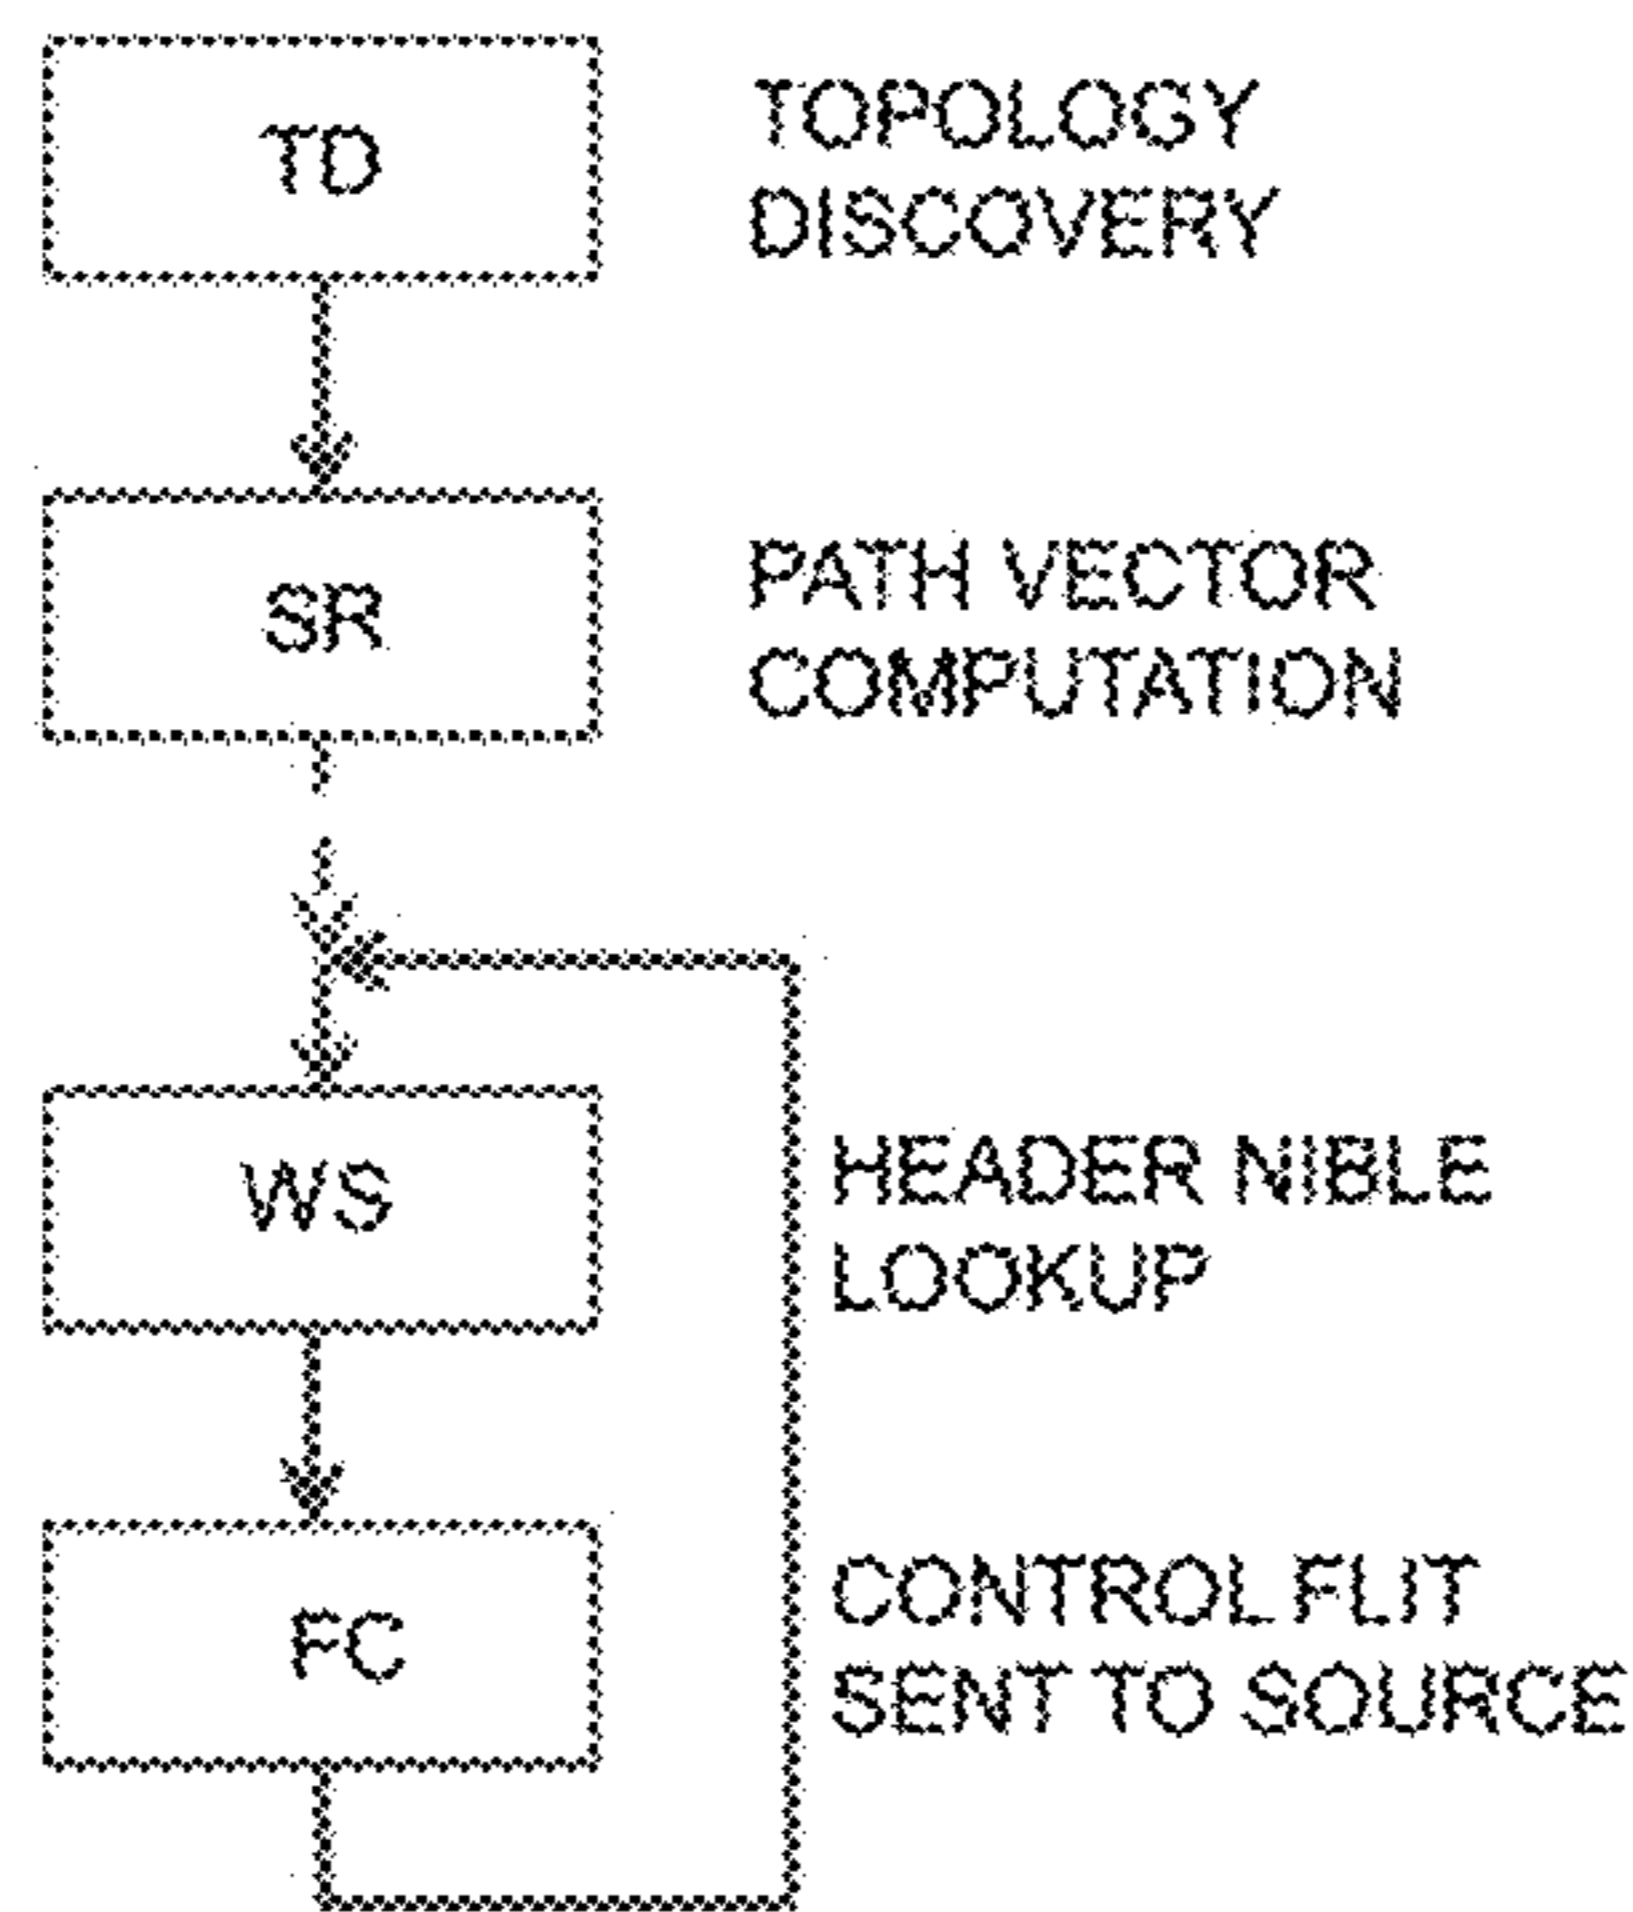 TD
TOPOLOGY
DISCOVERY
SR
PATH VECTOR
COMPUTATION
WS
HEADER NIBLE
LOOKUP
FC
CONTROL FLIT
SENT TO SOURCE